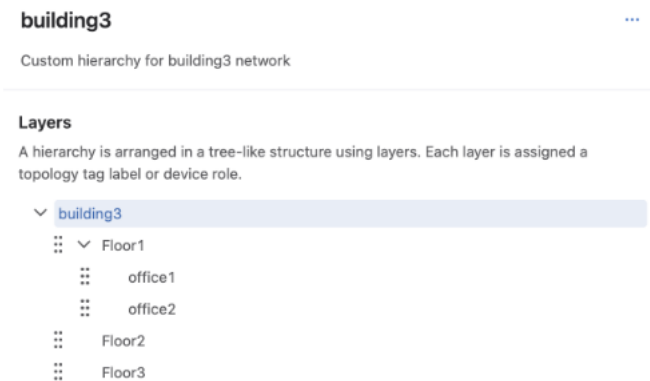 building3
Custom hierarchy for building3 network
Layers
A hierarchy is arranged in a tree-like structure using layers. Each layer is assigned a
topology tag label or device role.
building3
Floor1
office1
office2
Floor2
Floor3